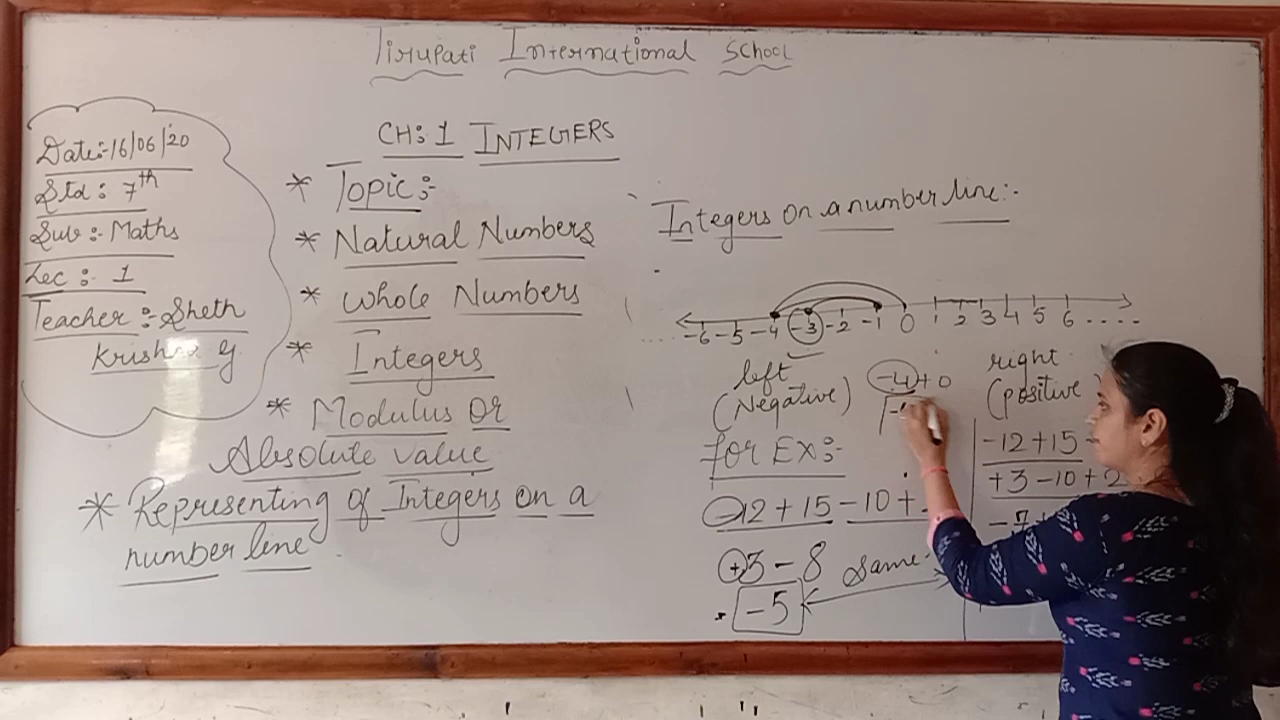 Tirupati International School
Date:-16/06/20
Std : 7th
Sub :- Maths
Lec :- 1
Teacher : Sheth
Krishna G
CH: 1 INTEGERS
* Topic :-
* Natural Numbers
* Whole Numbers
* Integers
* Modulus Or
Absolute value
* Representing of Integers on a
number line
Integers on a number line:-
.... -6 -5 -4 -3 -2 -1 0 1 2 3 4 5 6 ....
left
(Negative)
-4+0
right
(positive
for Ex:-
-12 + 15 - 10 +
+3 - 8
-5
Same
-12+15
+3-10+2
-7+